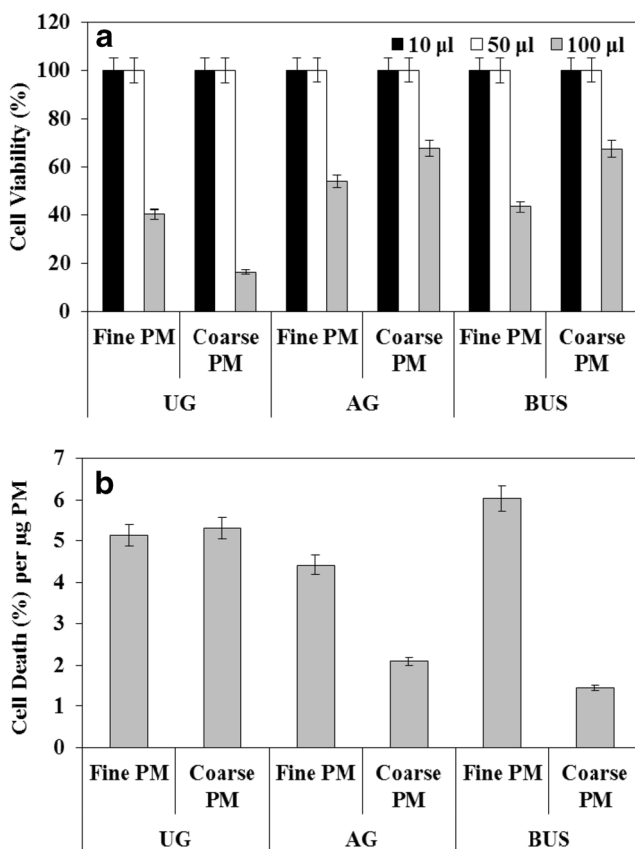 a
10 µl 50 µl 100 µl
Cell Viability (%)
120
100
80
60
40
20
0
Fine PM Coarse PM Fine PM Coarse PM Fine PM Coarse PM
UG AG BUS
b
Cell Death (%) per µg PM
7
6
5
4
3
2
1
0
Fine PM Coarse PM Fine PM Coarse PM Fine PM Coarse PM
UG AG BUS